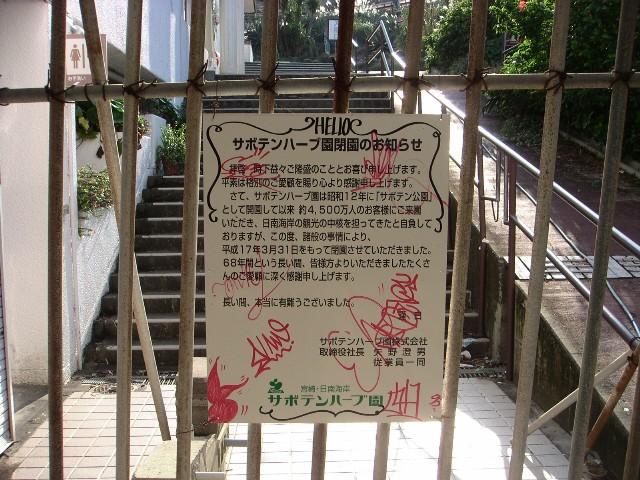 HELLO
サボテンハーブ園閉園のお知らせ
拝啓 時下益々ご隆盛のこととお喜び申し上げます。
平素は格別のご愛顧を賜り心より感謝申し上げます。
さて、サボテンハーブ園は昭和12年に「サボテン公園」
として開園して以来 約4,500万人のお客様にご来園
いただき、日南海岸の観光の中核を担ってきたと自負して
おりますが、この度、諸般の事情により、
平成17年3月31日をもって閉園させていただきました。
68年間という長い間、皆様方よりいただきましたたくさ
んのご愛顧に深く感謝申し上げます。
長い間、本当に有難うございました。
サボテンハーブ園株式会社
取締役社長 矢野澄男
従業員一同
宮崎・日南海岸
サボテンハーブ園